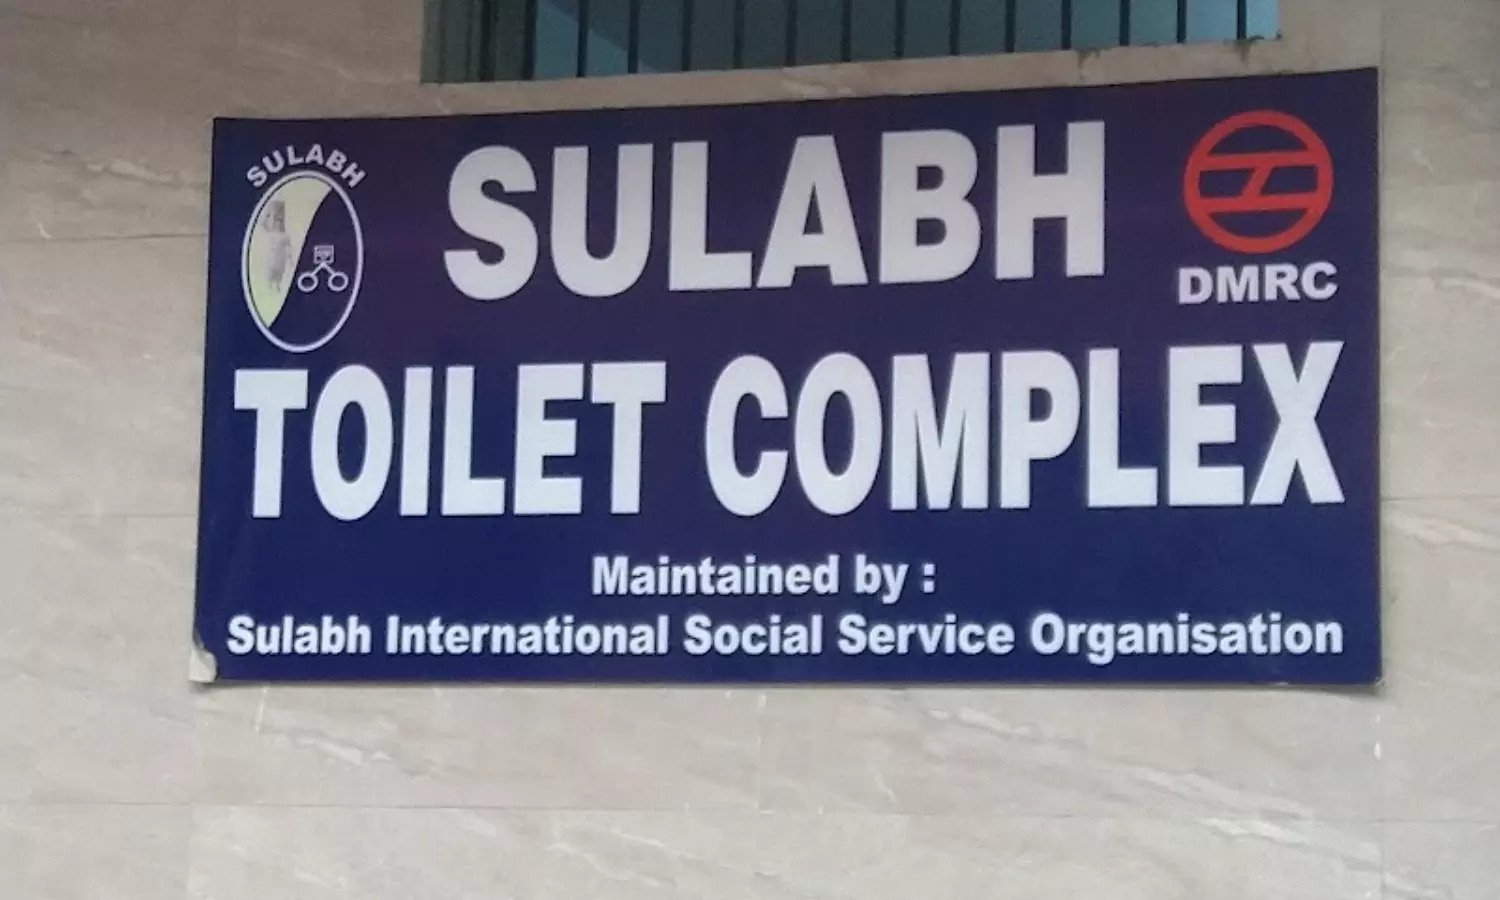 SULABH
SULABH
DMRC
TOILET COMPLEX
Maintained by :
Sulabh International Social Service Organisation